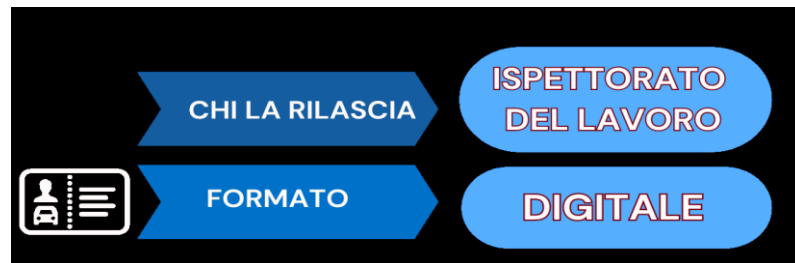 CHI LA RILASCIA
ISPETTORATO
DEL LAVORO
FORMATO
DIGITALE